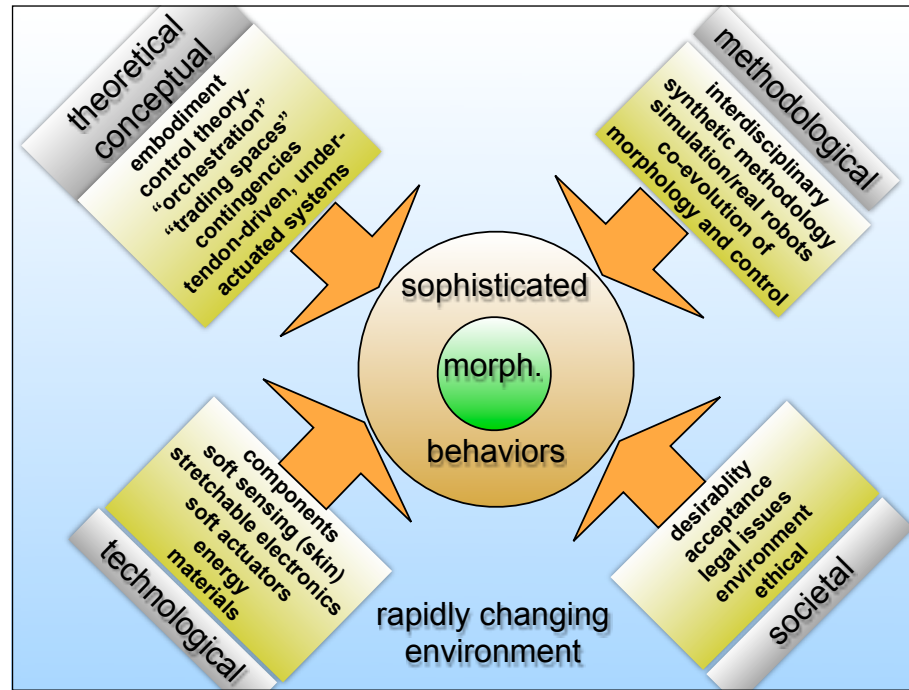 theoretical
conceptual
embodiment
control theory-
“orchestration”
“trading spaces”
contingencies
tendon-driven, under-
actuated systems
methodological
interdisciplinary
synthetic methodology
simulation/real robots
co-evolution of
morphology and control
sophisticated
morph.
behaviors
components
soft sensing (skin)
stretchable electronics
soft actuators
energy
materials
technological
desirablity
acceptance
legal issues
environment
ethical
societal
rapidly changing
environment